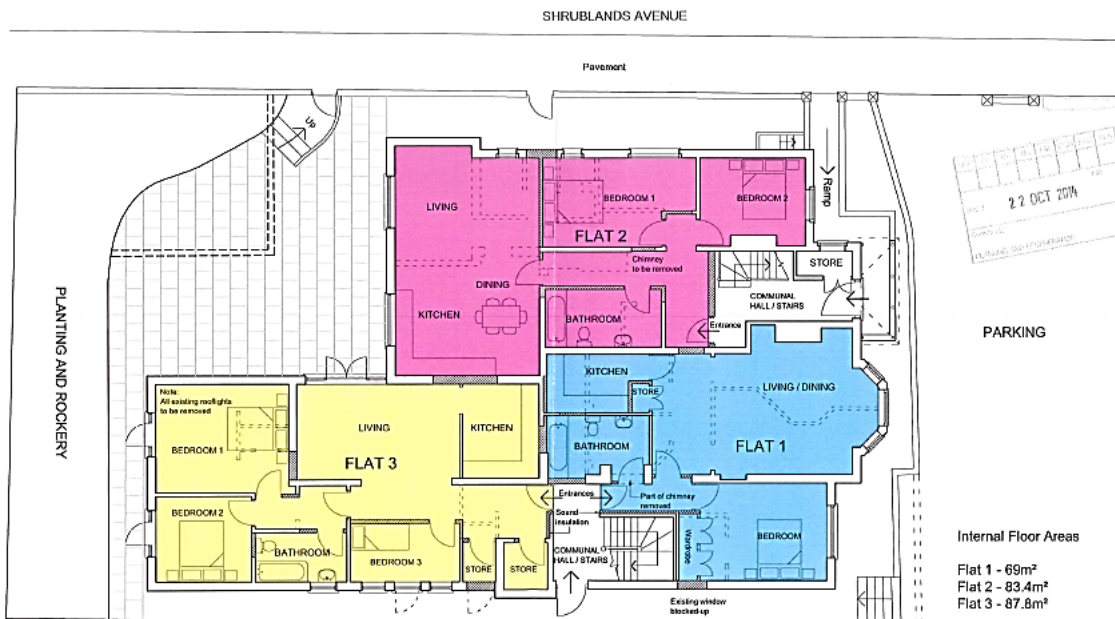 SHRUBLANDS AVENUE
Pavement
Up
Ramp
22 OCT 2014
LIVING
BEDROOM 1
BEDROOM 2
FLAT 2
Chimney
to be removed
STORE
DINING
COMMUNAL
HALL / STAIRS
KITCHEN
BATHROOM
Entrance
PARKING
PLANTING AND ROCKERY
KITCHEN
LIVING / DINING
STORE
Note:
All existing rooflights
to be removed
LIVING
KITCHEN
BATHROOM
FLAT 1
BEDROOM 1
FLAT 3
Entrances
Part of chimney
removed
BEDROOM 2
Sound
insulation
BEDROOM
Wardrobe
BATHROOM
BEDROOM 3
STORE
STORE
COMMUNAL
HALL / STAIRS
Existing window
blocked-up
Internal Floor Areas
Flat 1 - 69m²
Flat 2 - 83.4m²
Flat 3 - 87.8m²